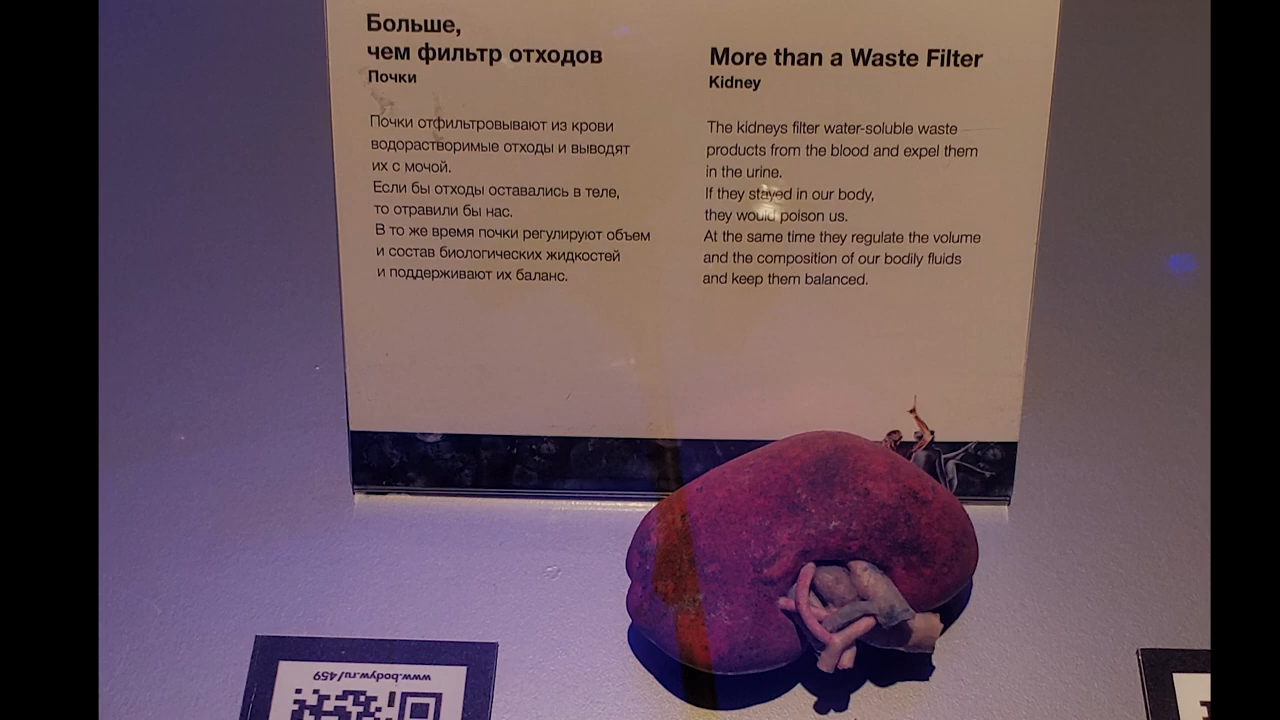 Больше,
чем фильтр отходов
Почки
Почки отфильтровывают из крови
водорастворимые отходы и выводят
их с мочой.
Если бы отходы оставались в теле,
то отравили бы нас.
В то же время почки регулируют объем
и состав биологических жидкостей
и поддерживают их баланс.
More than a Waste Filter
Kidney
The kidneys filter water-soluble waste
products from the blood and expel them
in the urine.
If they stayed in our body,
they would poison us.
At the same time they regulate the volume
and the composition of our bodily fluids
and keep them balanced.
www.bodyw.ru/459